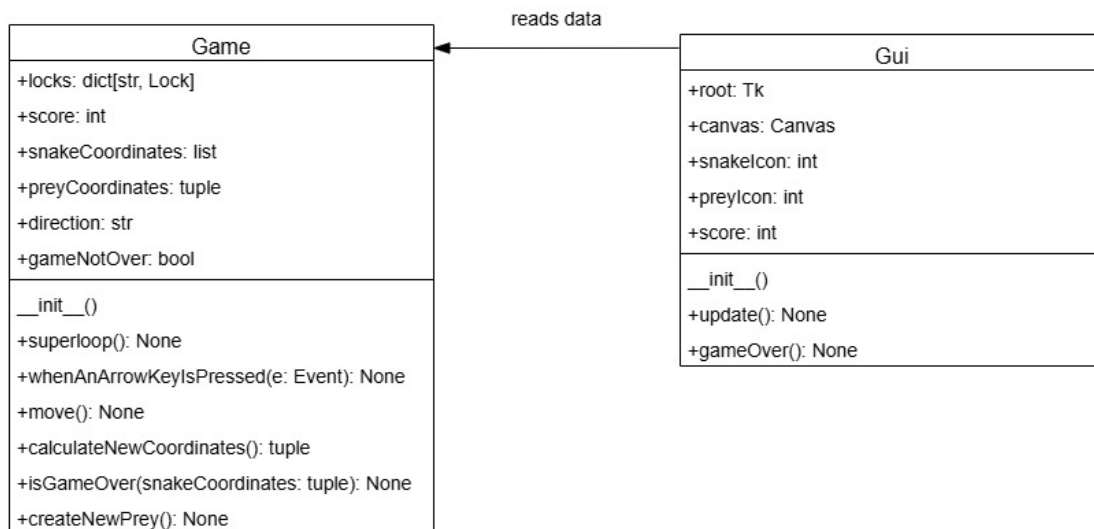 reads data
Game
+locks: dict[str, Lock]
+score: int
+snakeCoordinates: list
+preyCoordinates: tuple
+direction: str
+gameNotOver: bool
__init__()
+superloop(): None
+whenAnArrowKeyIsPressed(e: Event): None
+move(): None
+calculateNewCoordinates(): tuple
+isGameOver(snakeCoordinates: tuple): None
+createNewPrey(): None
Gui
+root: Tk
+canvas: Canvas
+snakeIcon: int
+preyIcon: int
+score: int
__init__()
+update(): None
+gameOver(): None